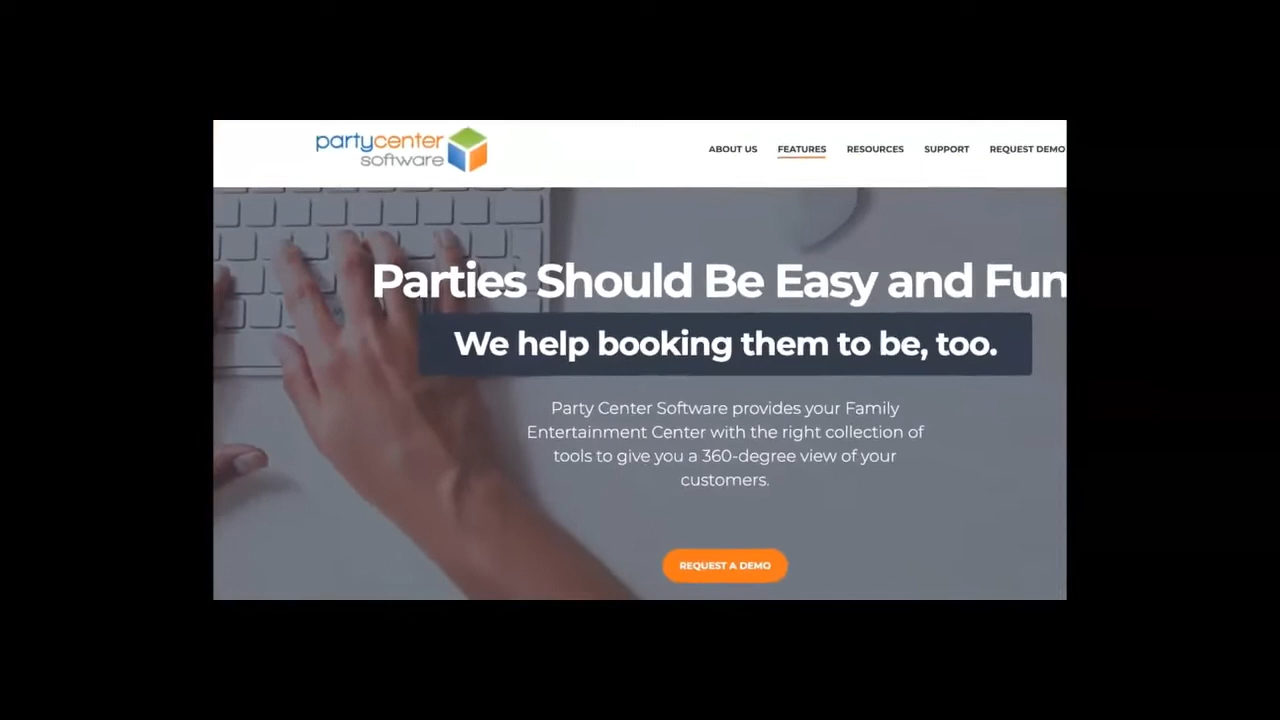 partycenter
software
ABOUT US FEATURES RESOURCES SUPPORT REQUEST DEMO
Parties Should Be Easy and Fun
We help booking them to be, too.
Party Center Software provides your Family
Entertainment Center with the right collection of
tools to give you a 360-degree view of your
customers.
REQUEST A DEMO